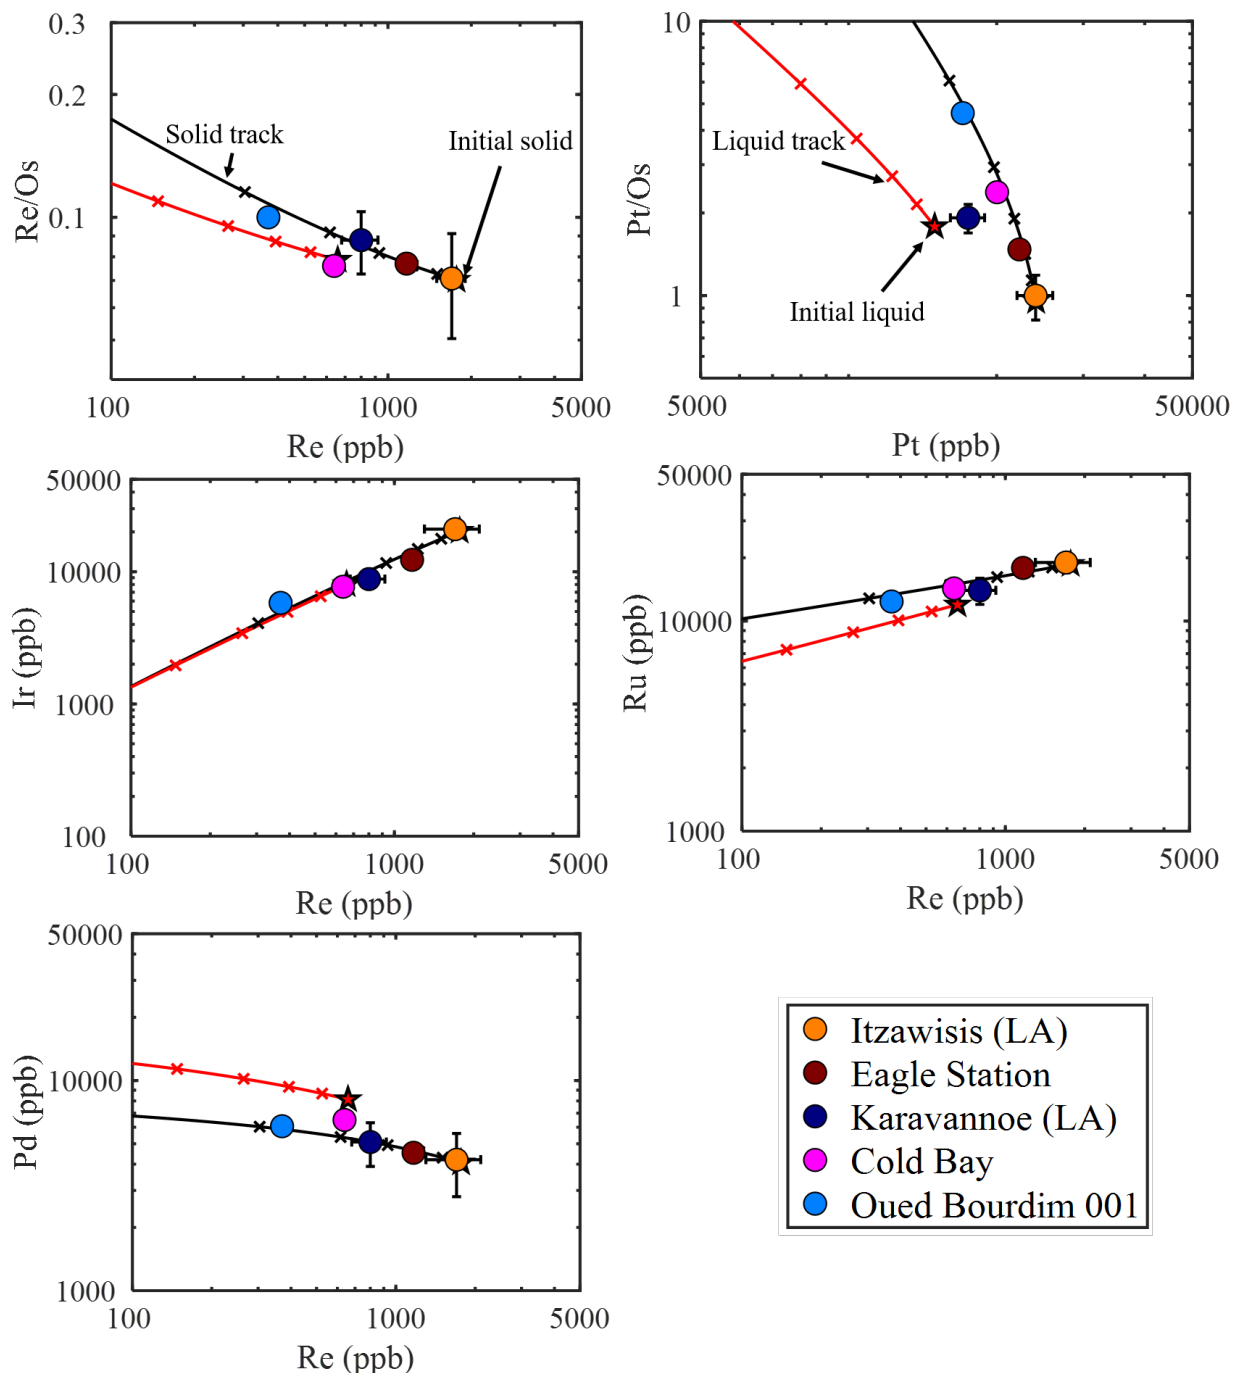 0.3
0.2
0.1
Re/Os
Solid track
Initial solid
100
1000
5000
Re (ppb)
10
1
Pt/Os
Liquid track
Initial liquid
5000
50000
Pt (ppb)
50000
10000
1000
100
Ir (ppb)
100
1000
5000
Re (ppb)
50000
10000
1000
Ru (ppb)
100
1000
5000
Re (ppb)
50000
10000
1000
Pd (ppb)
100
1000
5000
Re (ppb)
Itzawisis (LA)
Eagle Station
Karavannoe (LA)
Cold Bay
Oued Bourdim 001